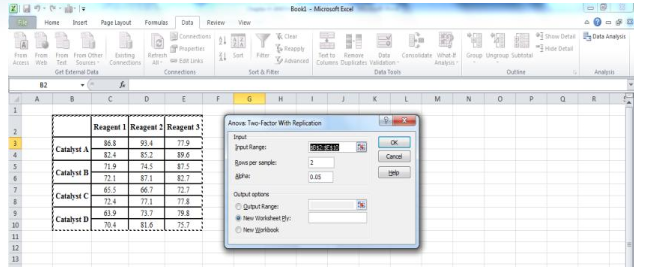 Book1 - Microsoft Excel
File Home Insert Page Layout Formulas Data Review View
From Access From Web From Text From Other Sources Existing Connections
Get External Data
Refresh All Connections Properties Edit Links
Connections
Sort Filter Clear Reapply Advanced
Sort & Filter
Text to Columns Remove Duplicates Data Validation Consolidate What-If Analysis
Data Tools
Group Ungroup Subtotal Show Detail Hide Detail
Outline
Data Analysis
Analysis
B2 fx
A B C D E F G H I J K L M N O P Q R
1
2 Reagent 1 Reagent 2 Reagent 3
3 Catalyst A 86.8 93.4 77.9
4 82.4 85.2 89.6
5 Catalyst B 71.9 74.5 87.5
6 72.1 87.1 82.7
7 Catalyst C 65.5 66.7 72.7
8 72.4 77.1 77.8
9 Catalyst D 63.9 73.7 79.8
10 70.4 81.6 75.7
11
12
13
Anova: Two-Factor With Replication
Input
Input Range: $B$2:$E$10
Rows per sample: 2
Alpha: 0.05
Output options
Output Range:
New Worksheet Ply:
New Workbook
OK
Cancel
Help